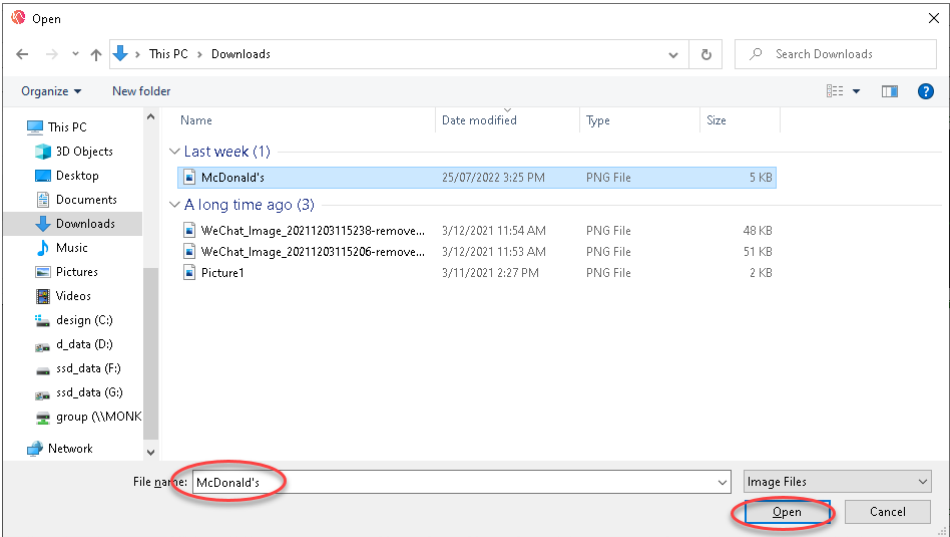 Open
This PC > Downloads
Search Downloads
Organize
New folder
Name Date modified Type Size
This PC
3D Objects
Desktop
Documents
Downloads
Music
Pictures
Videos
design (C:)
d_data (D:)
ssd_data (F:)
ssd_data (G:)
group (\\MONK
Network
Last week (1)
McDonald's 25/07/2022 3:25 PM PNG File 5 KB
A long time ago (3)
WeChat_Image_20211203115238-remove... 3/12/2021 11:54 AM PNG File 48 KB
WeChat_Image_20211203115206-remove... 3/12/2021 11:53 AM PNG File 51 KB
Picture1 3/11/2021 2:27 PM PNG File 2 KB
File name: McDonald's
Image Files
Open
Cancel